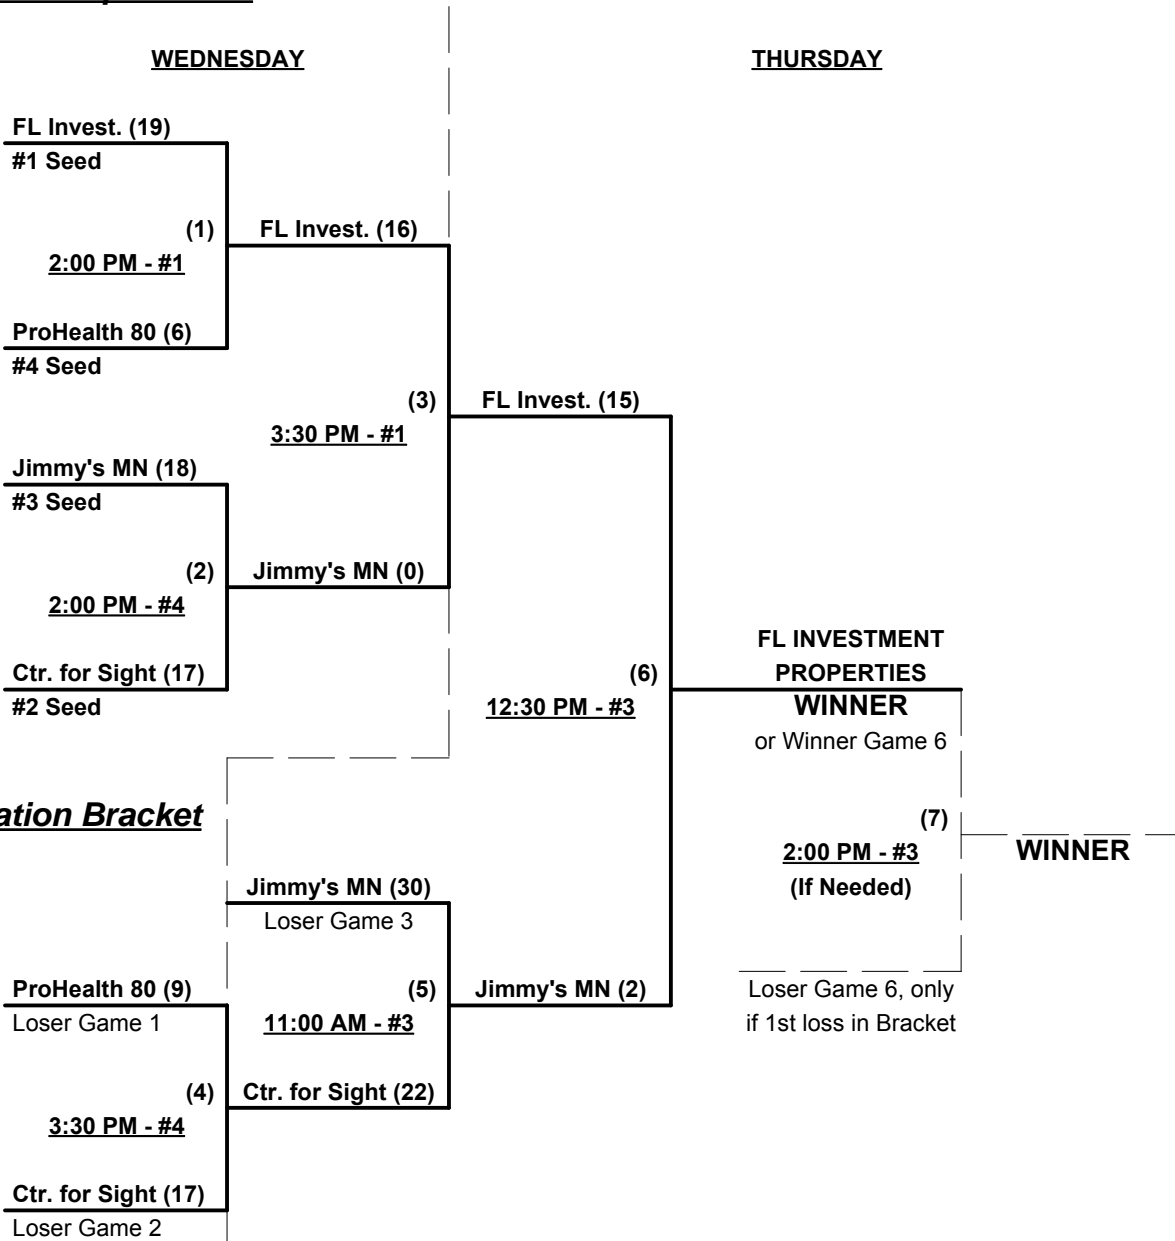 WEDNESDAY
THURSDAY
FL Invest. (19)
#1 Seed
(1)
FL Invest. (16)
2:00 PM - #1
ProHealth 80 (6)
#4 Seed
(3)
FL Invest. (15)
3:30 PM - #1
Jimmy's MN (18)
#3 Seed
(2)
Jimmy's MN (0)
2:00 PM - #4
Ctr. for Sight (17)
#2 Seed
(6)
12:30 PM - #3
FL INVESTMENT
PROPERTIES
WINNER
or Winner Game 6
ation Bracket
(7)
2:00 PM - #3
(If Needed)
WINNER
Jimmy's MN (30)
Loser Game 3
ProHealth 80 (9)
Loser Game 1
(5)
Jimmy's MN (2)
11:00 AM - #3
Loser Game 6, only
if 1st loss in Bracket
(4)
Ctr. for Sight (22)
3:30 PM - #4
Ctr. for Sight (17)
Loser Game 2